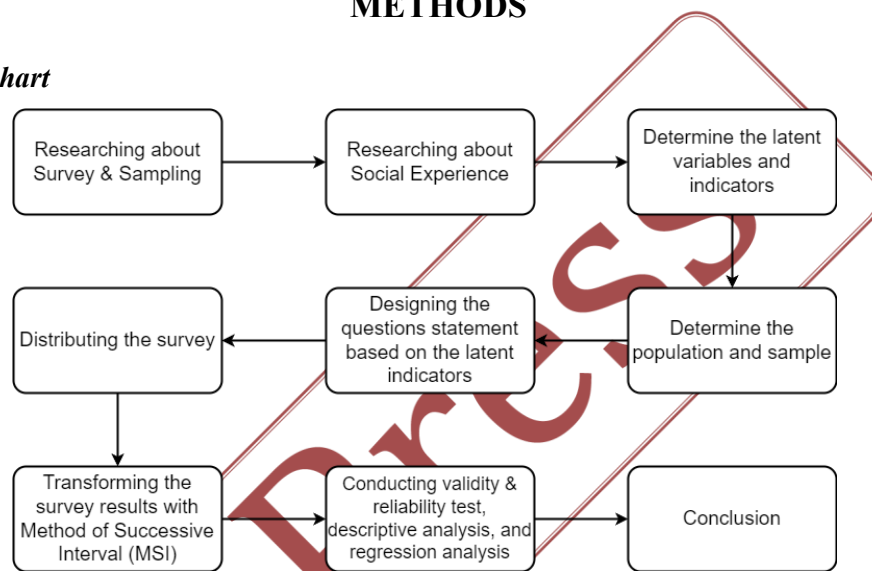 METHODS
hart
Researching about
Survey & Sampling
Researching about
Social Experience
Determine the latent
variables and
indicators
Determine the
population and sample
Designing the
questions statement
based on the latent
indicators
Distributing the survey
Transforming the
survey results with
Method of Successive
Interval (MSI)
Conducting validity &
reliability test,
descriptive analysis, and
regression analysis
Conclusion
Press